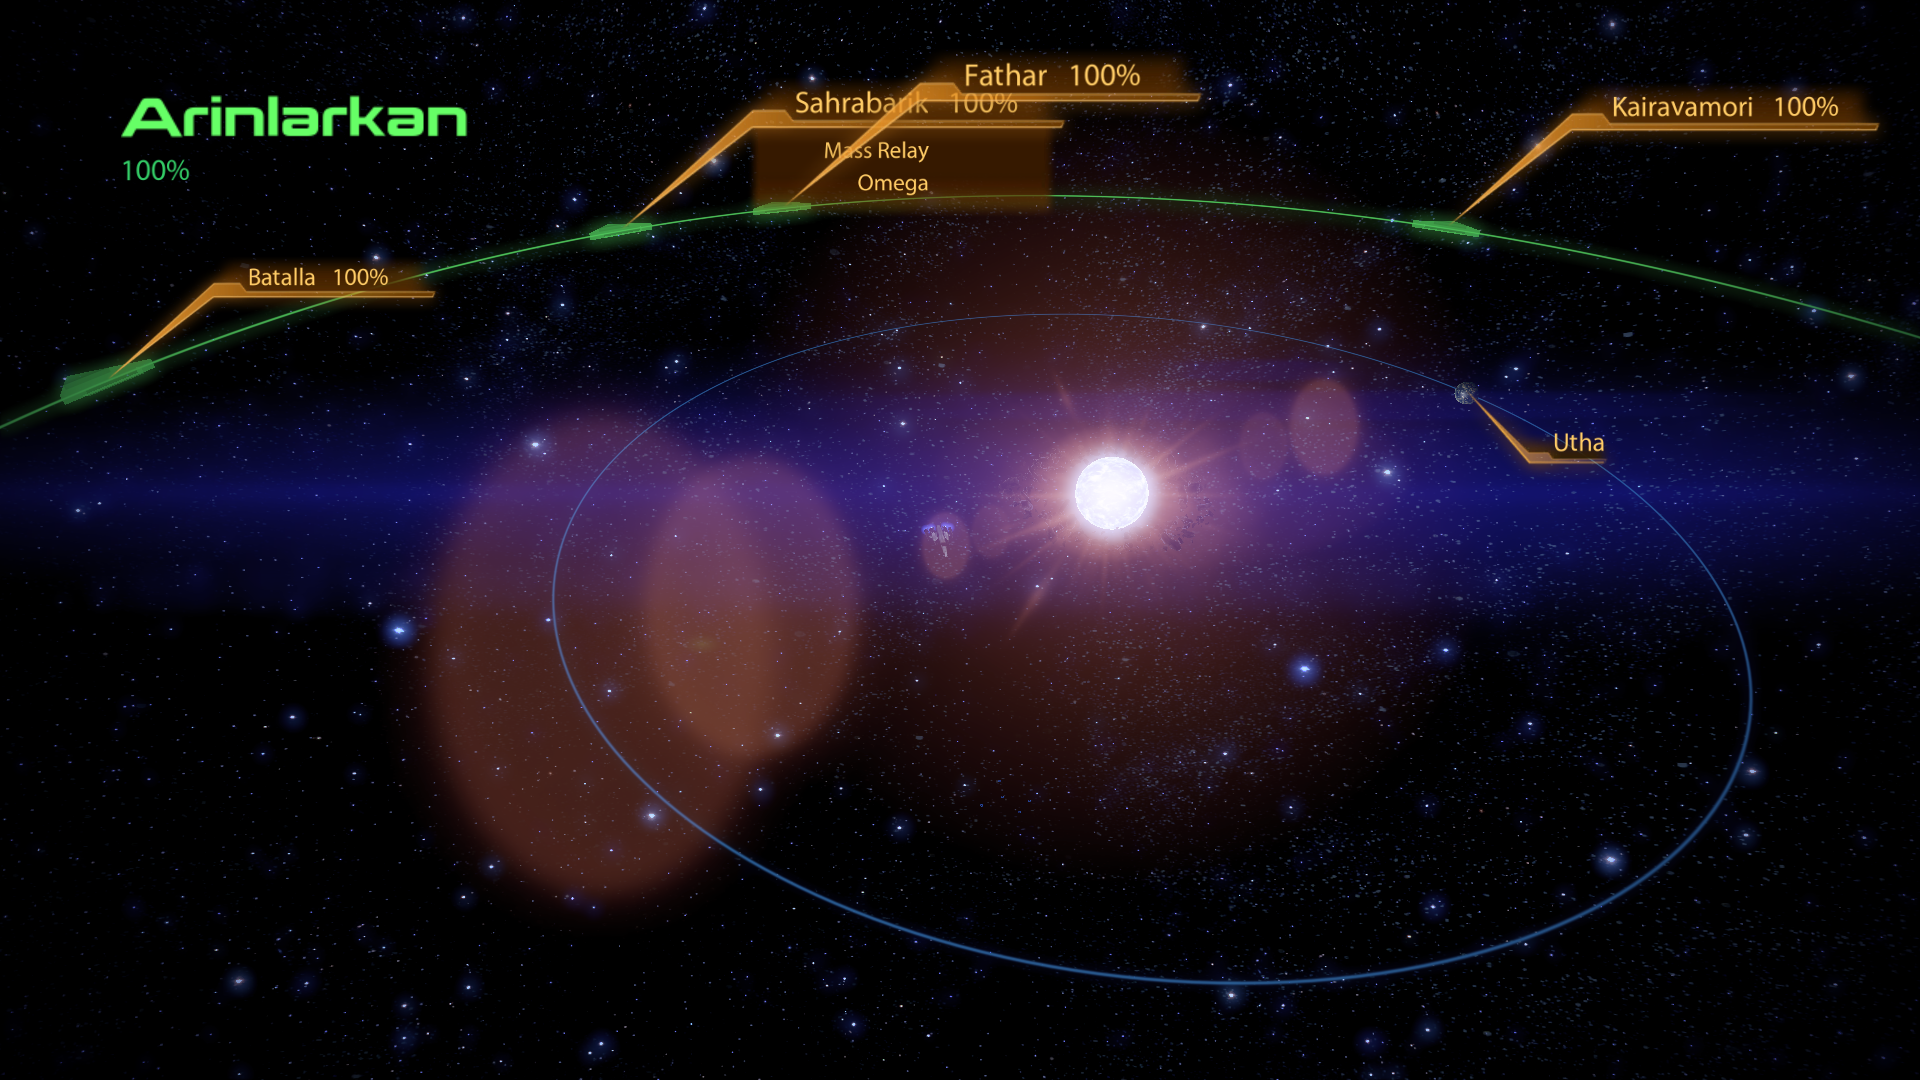 Arinlarkan
100%
Fathar 100%
Sahrabarik 100%
Mass Relay
Omega
Kairavamori 100%
Batalla 100%
Utha